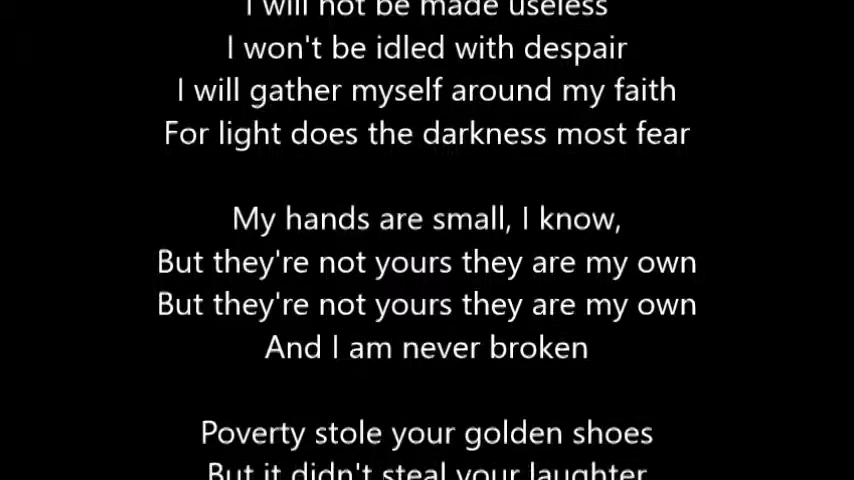 I will not be made useless
I won't be idled with despair
I will gather myself around my faith
For light does the darkness most fear
My hands are small, I know,
But they're not yours they are my own
But they're not yours they are my own
And I am never broken
Poverty stole your golden shoes
But it didn't steal your laughter